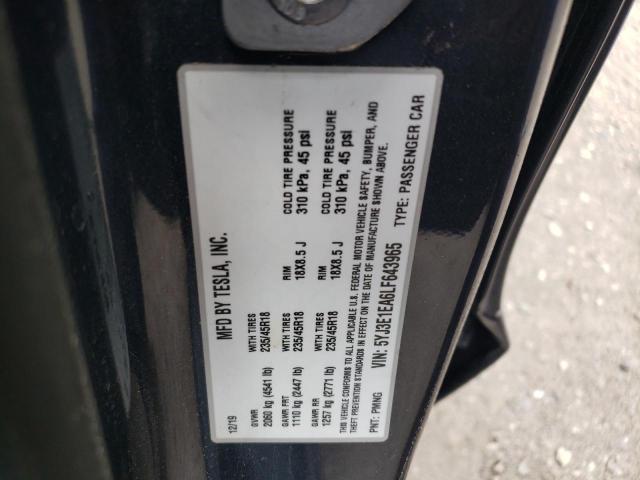 MFD BY TESLA, INC.
12/19
GVWR WITH TIRES RIM COLD TIRE PRESSURE
2060 kg (4541 lb) 235/45R18 18X8.5 J 310 kPa, 45 psi
GAWR FRT WITH TIRES
1110 kg (2447 lb) 235/45R18
GAWR RR WITH TIRES RIM COLD TIRE PRESSURE
1257 kg (2771 lb) 235/45R18 18X8.5 J 310 kPa, 45 psi
THIS VEHICLE CONFORMS TO ALL APPLICABLE U.S. FEDERAL MOTOR VEHICLE SAFETY, BUMPER, AND
THEFT PREVENTION STANDARDS IN EFFECT ON THE DATE OF MANUFACTURE SHOWN ABOVE.
VIN: 5YJ3E1EA6LF643965 TYPE: PASSENGER CAR
PNT: PMNG